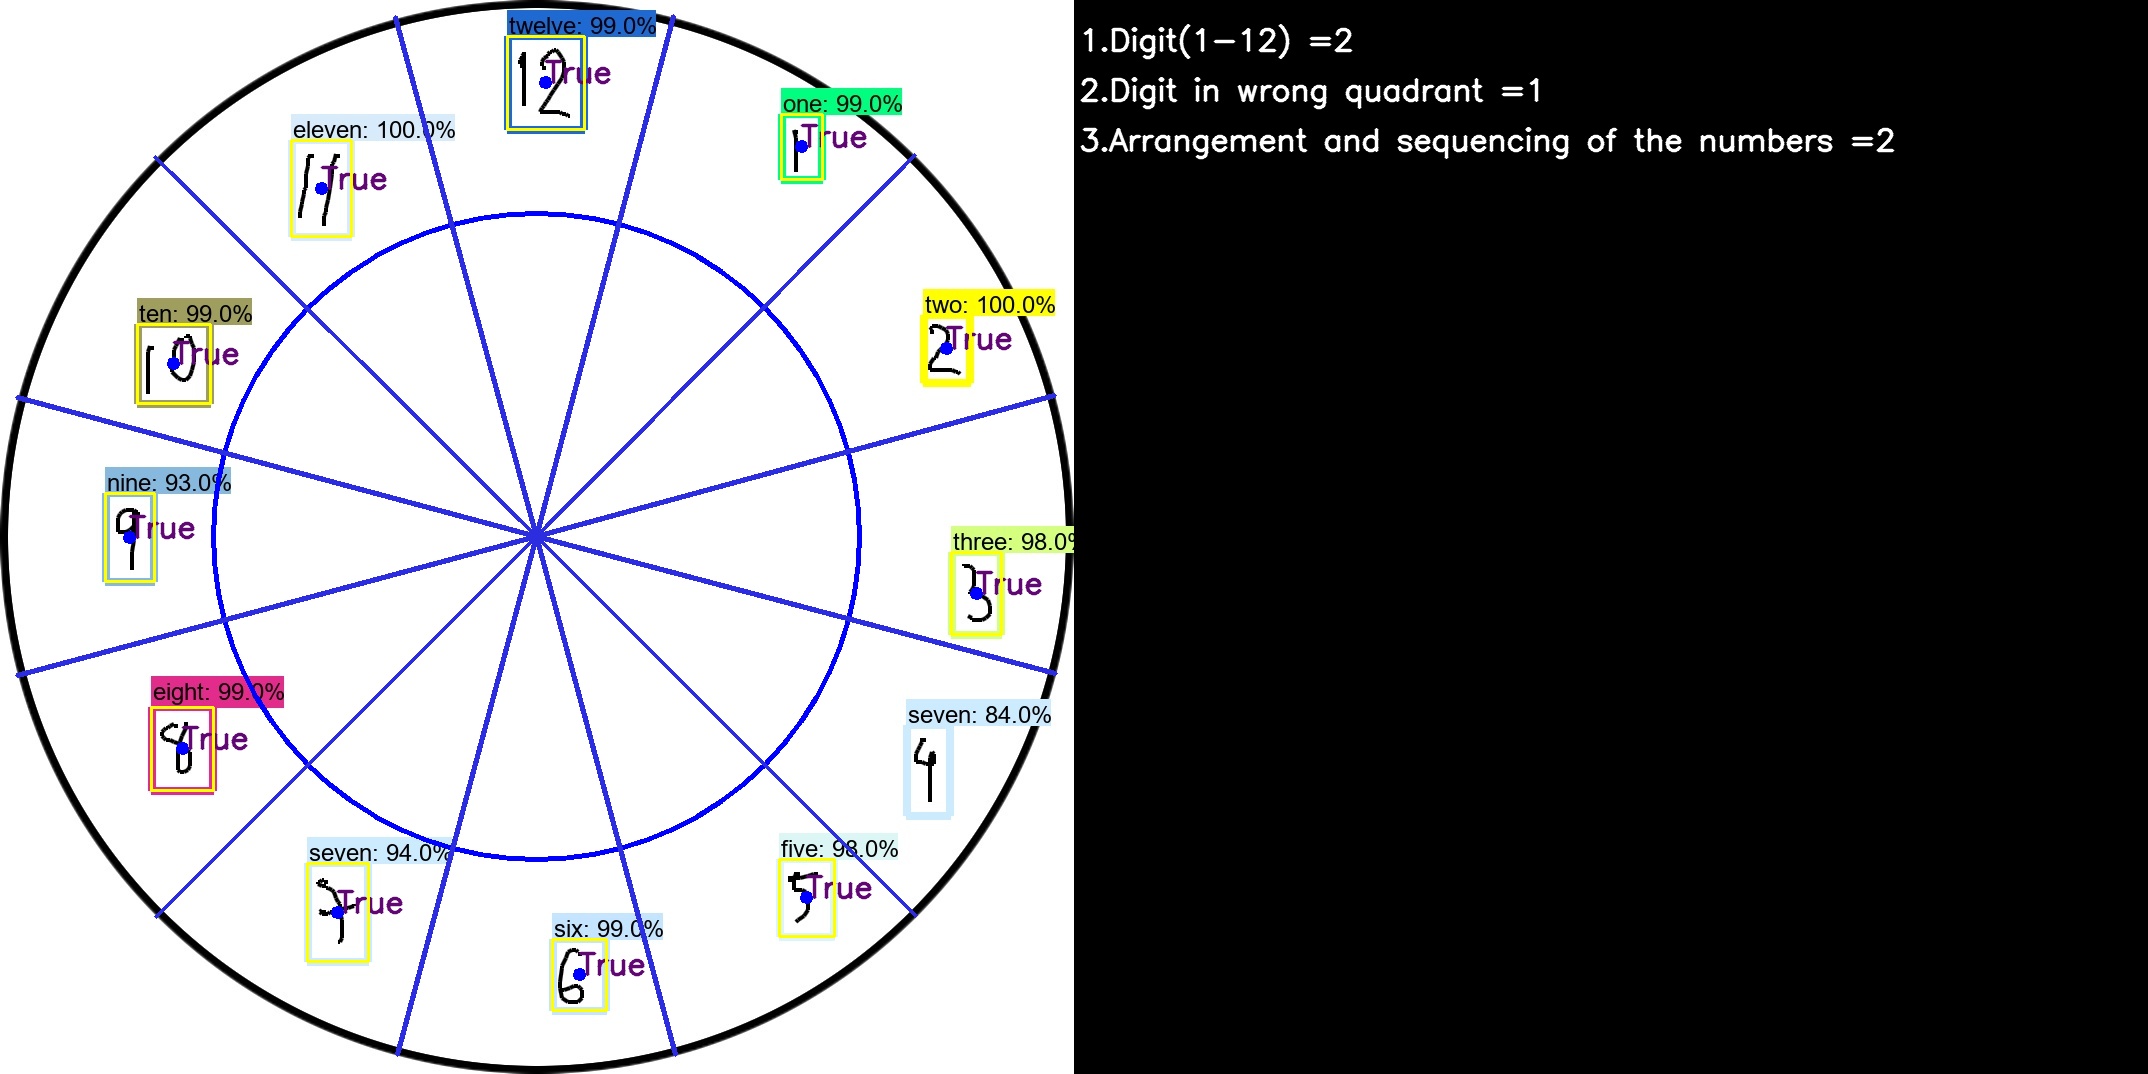 twelve: 99.0%
12 True
one: 99.0%
1 True
eleven: 100.0%
11 True
two: 100.0%
2 True
ten: 99.0%
10 True
nine: 93.0%
9 True
three: 98.0%
3 True
eight: 99.0%
8 True
seven: 84.0%
4
seven: 94.0%
7 True
five: 98.0%
5 True
six: 99.0%
6 True
1.Digit(1-12) =2
2.Digit in wrong quadrant =1
3.Arrangement and sequencing of the numbers =2